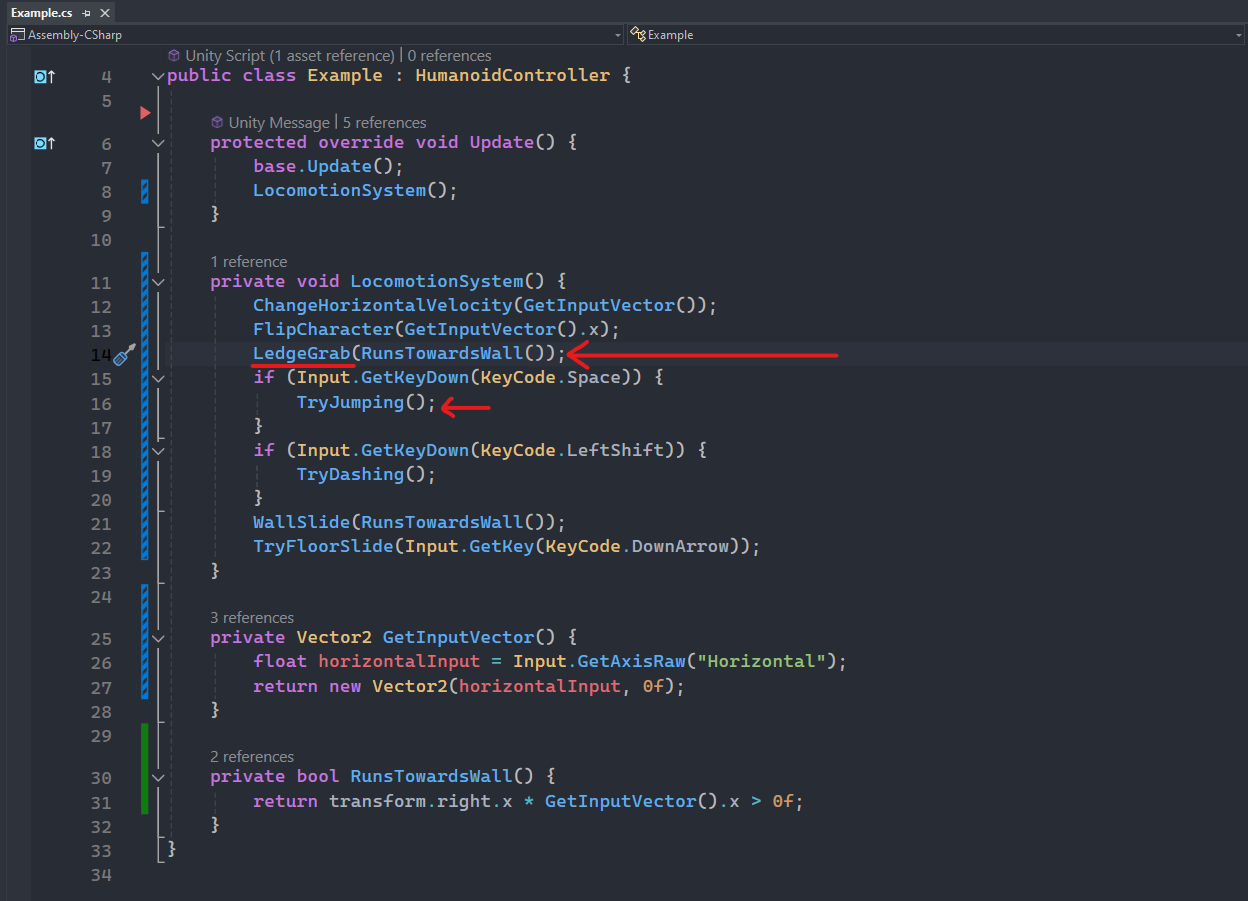 Example.cs
Assembly-CSharp
Example
Unity Script (1 asset reference) | 0 references
4 public class Example : HumanoidController {
5
Unity Message | 5 references
6 protected override void Update() {
7 base.Update();
8 LocomotionSystem();
9 }
10
1 reference
11 private void LocomotionSystem() {
12 ChangeHorizontalVelocity(GetInputVector());
13 FlipCharacter(GetInputVector().x);
14 LedgeGrab(RunsTowardsWall());
15 if (Input.GetKeyDown(KeyCode.Space)) {
16 TryJumping();
17 }
18 if (Input.GetKeyDown(KeyCode.LeftShift)) {
19 TryDashing();
20 }
21 WallSlide(RunsTowardsWall());
22 TryFloorSlide(Input.GetKey(KeyCode.DownArrow));
23 }
24
3 references
25 private Vector2 GetInputVector() {
26 float horizontalInput = Input.GetAxisRaw("Horizontal");
27 return new Vector2(horizontalInput, 0f);
28 }
29
2 references
30 private bool RunsTowardsWall() {
31 return transform.right.x * GetInputVector().x > 0f;
32 }
33 }
34